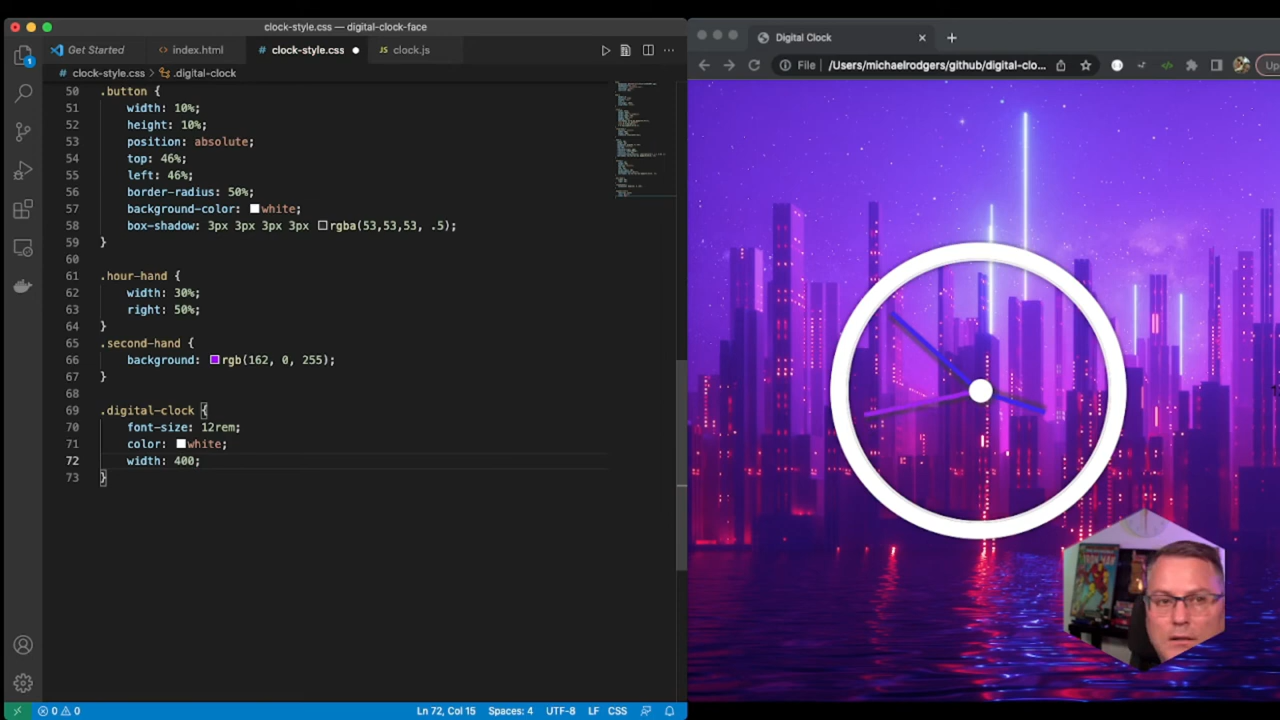 clock-style.css — digital-clock-face
Get Started
index.html
# clock-style.css
clock.js
# clock-style.css > .digital-clock
50 .button {
51 width: 10%;
52 height: 10%;
53 position: absolute;
54 top: 46%;
55 left: 46%;
56 border-radius: 50%;
57 background-color: white;
58 box-shadow: 3px 3px 3px 3px rgba(53,53,53, .5);
59 }
60
61 .hour-hand {
62 width: 30%;
63 right: 50%;
64 }
65 .second-hand {
66 background: rgb(162, 0, 255);
67 }
68
69 .digital-clock {
70 font-size: 12rem;
71 color: white;
72 width: 400;
73 }
1
0 0
Ln 72, Col 15
Spaces: 4
UTF-8
LF
CSS
Digital Clock
File
/Users/michaelrodgers/github/digital-clo...
Up